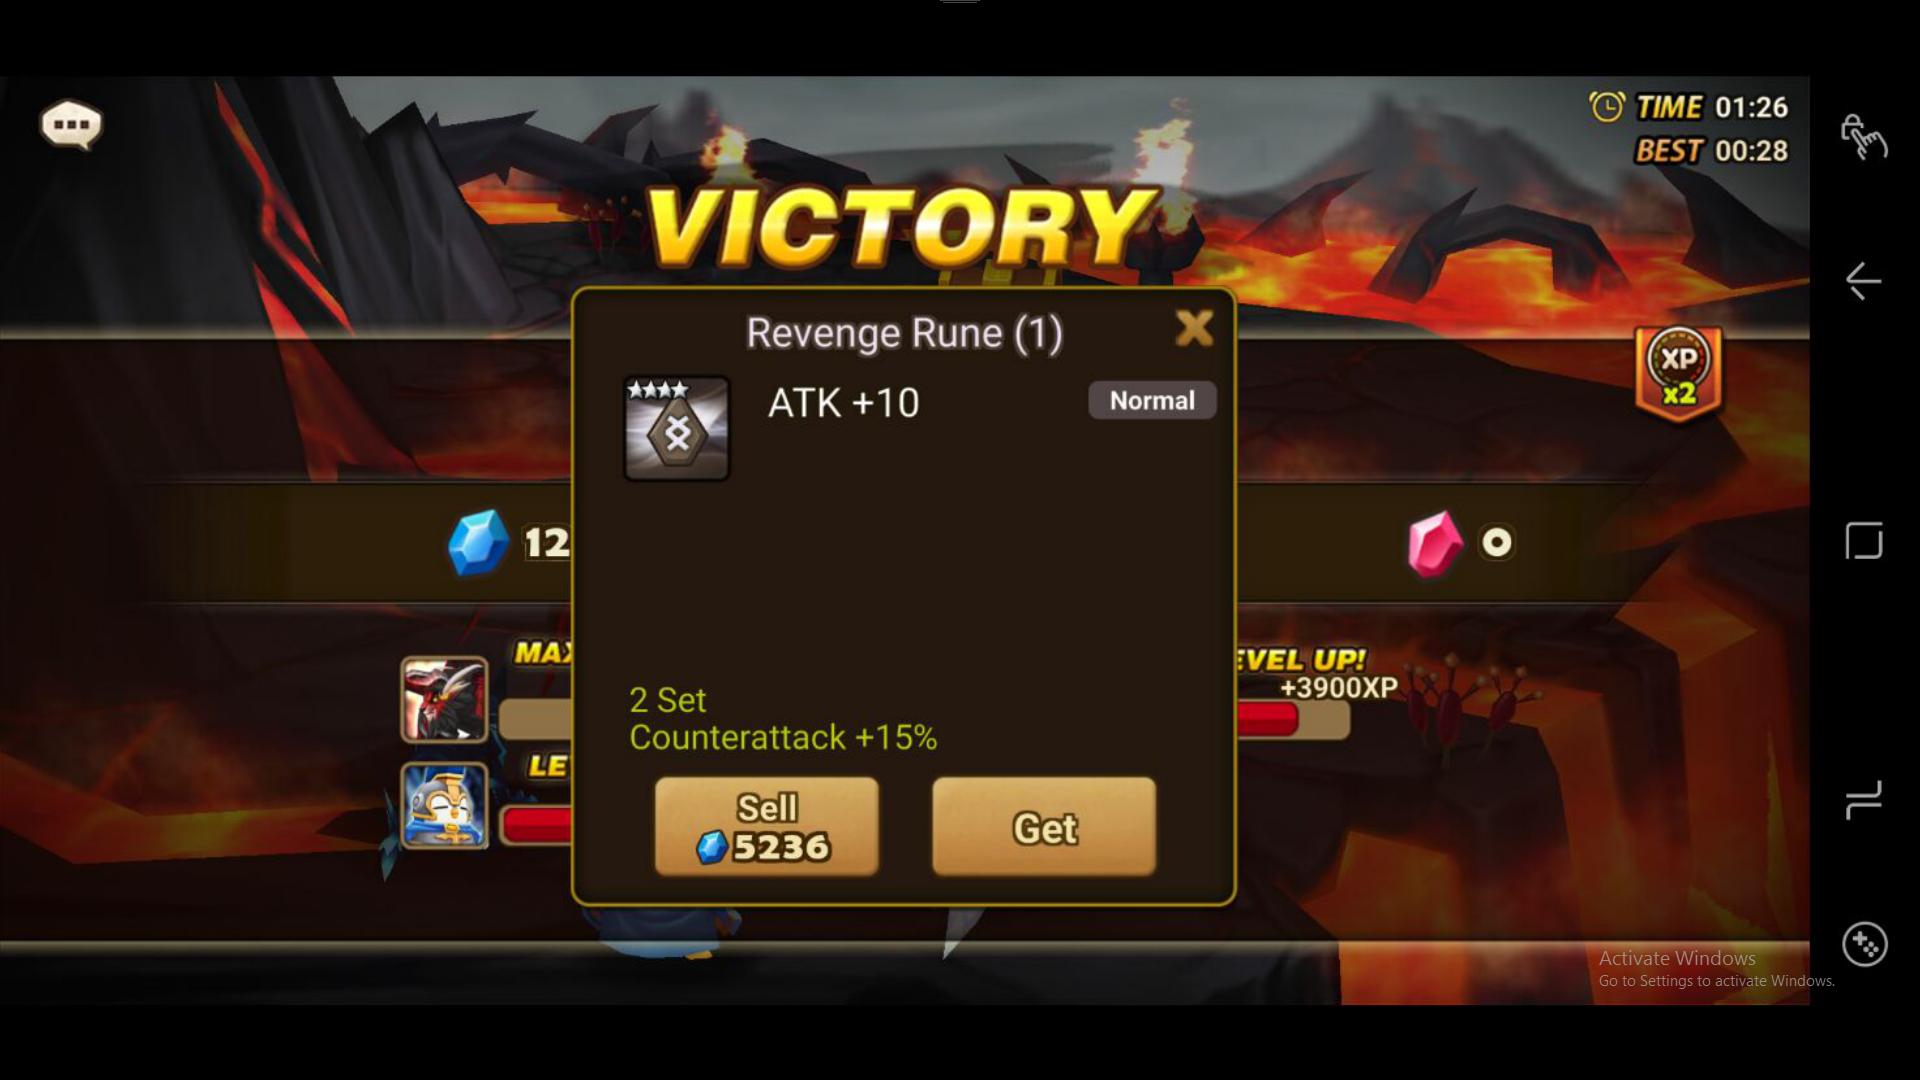 TIME 01:26
BEST 00:28
VICTORY
Revenge Rune (1)
ATK +10
Normal
XP
x2
12
0
MAX
EVEL UP!
+3900XP
2 Set
Counterattack +15%
LE
Sell
5236
Get
Activate Windows
Go to Settings to activate Windows.